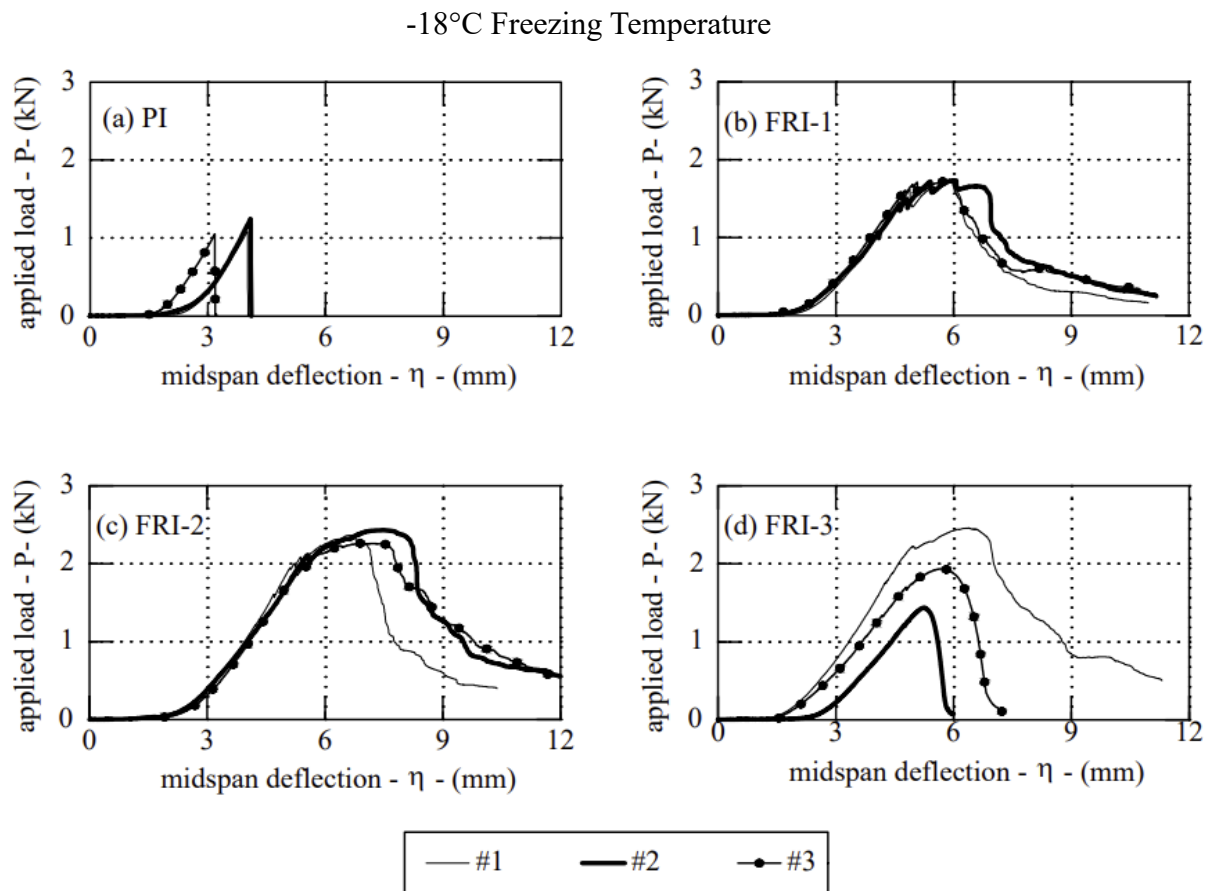 -18°C Freezing Temperature
(a) PI
applied load - P- (kN)
3
2
1
0
0 3 6 9 12
midspan deflection - η - (mm)
(b) FRI-1
applied load - P- (kN)
3
2
1
0
0 3 6 9 12
midspan deflection - η - (mm)
(c) FRI-2
applied load - P- (kN)
3
2
1
0
0 3 6 9 12
midspan deflection - η - (mm)
(d) FRI-3
applied load - P- (kN)
3
2
1
0
0 3 6 9 12
midspan deflection - η - (mm)
#1 #2 #3